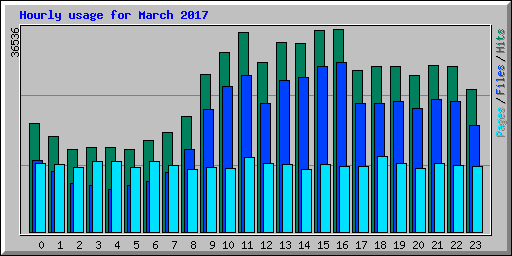 Hourly usage for March 2017
36536
Pages/Files/Hits
0 1 2 3 4 5 6 7 8 9 10 11 12 13 14 15 16 17 18 19 20 21 22 23